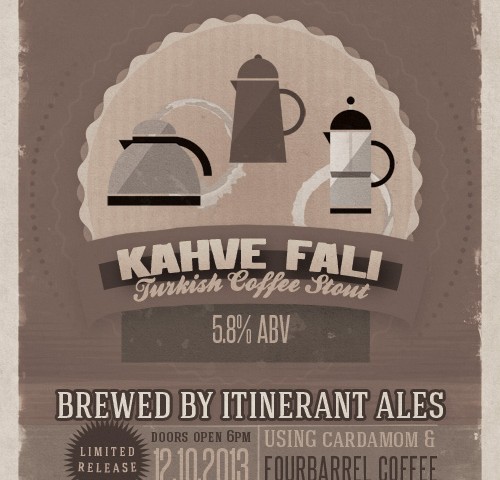 KAHVE FALI
Turkish Coffee Stout
5.8% ABV
BREWED BY ITINERANT ALES
LIMITED
RELEASE
DOORS OPEN 6PM
12.10.2013
USING CARDAMOM &
FOURBARREL COFFEE